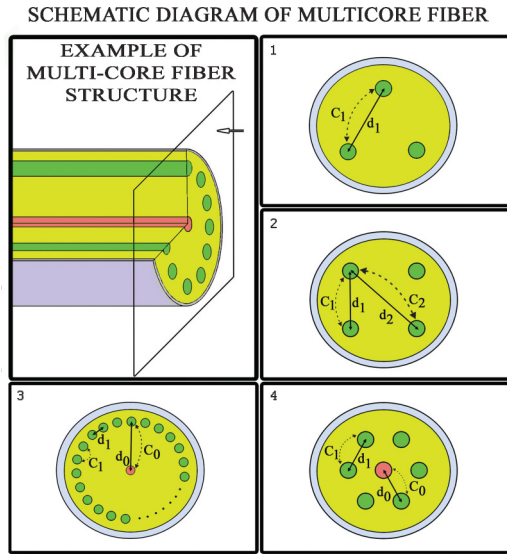 SCHEMATIC DIAGRAM OF MULTICORE FIBER
EXAMPLE OF
MULTI-CORE FIBER
STRUCTURE
1
C1
d1
2
C1
d1
d2
C2
3
d1
C1
d0
C0
4
C1
d1
d0
C0